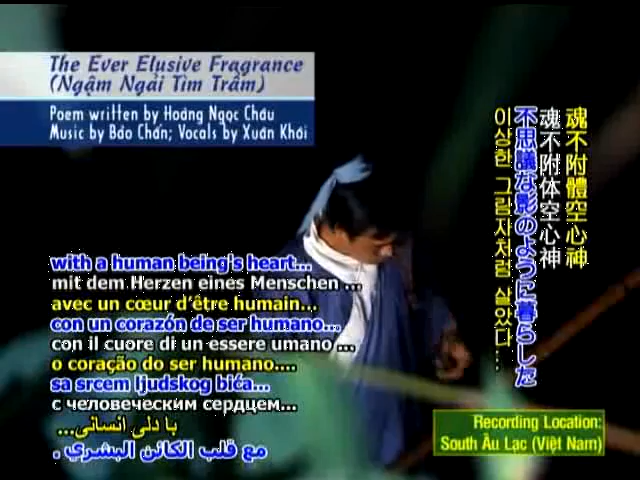 The Ever Elusive Fragrance
(Ngậm Ngải Tìm Trầm)
Poem written by Hoàng Ngọc Châu
Music by Bảo Chấn; Vocals by Xuân Khôi
魂不附體空心神
魂不附体空心神
不思議な影のように暮らした
이상한 그림자처럼 살았다...
with a human being's heart...
mit dem Herzen eines Menschen ...
avec un cœur d'être humain...
con un corazón de ser humano...
con il cuore di un essere umano ...
o coração do ser humano....
sa srcem ljudskog bića...
с человеческим сердцем...
با دلی انسانی...
مع قلب الكائن البشري .
Recording Location:
South Âu Lạc (Việt Nam)